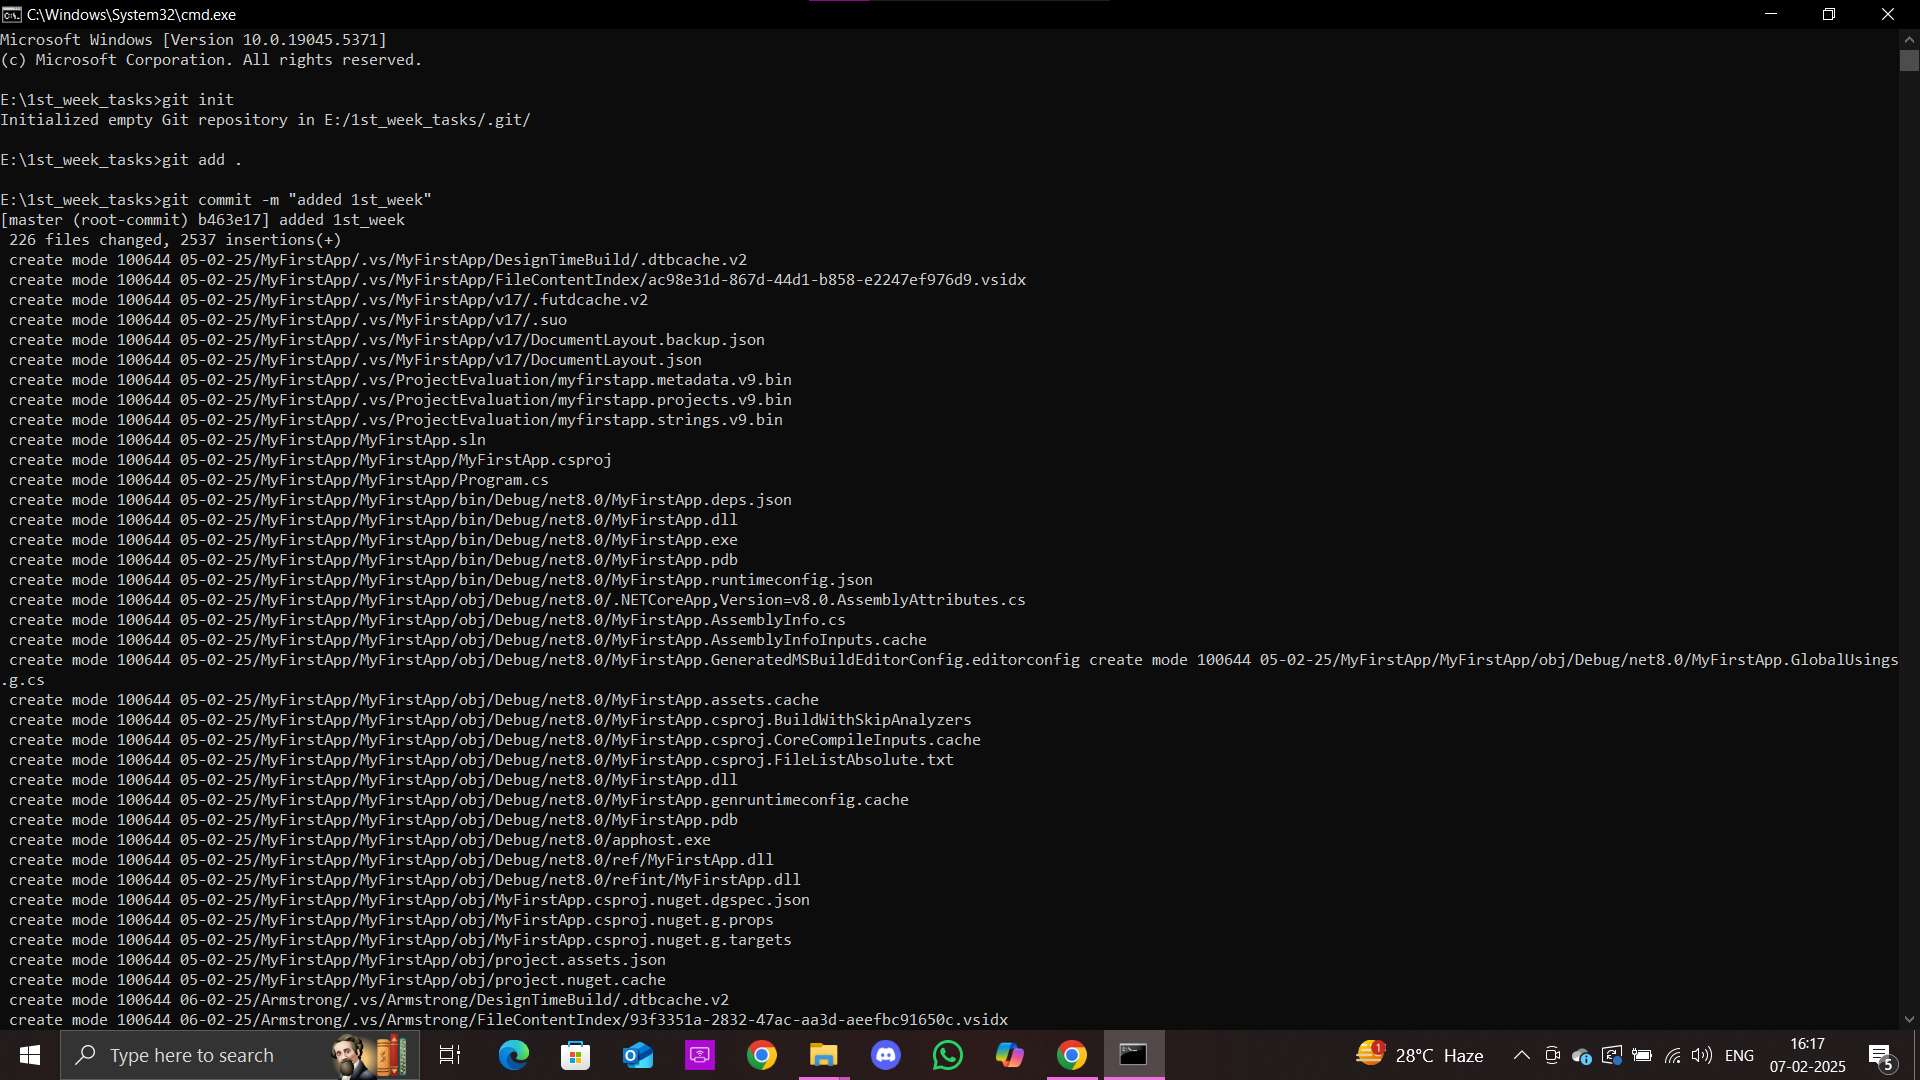 C:\Windows\System32\cmd.exe
Microsoft Windows [Version 10.0.19045.5371]
(c) Microsoft Corporation. All rights reserved.
E:\1st_week_tasks>git init
Initialized empty Git repository in E:/1st_week_tasks/.git/
E:\1st_week_tasks>git add .
E:\1st_week_tasks>git commit -m "added 1st_week"
[master (root-commit) b463e17] added 1st_week
226 files changed, 2537 insertions(+)
create mode 100644 05-02-25/MyFirstApp/.vs/MyFirstApp/DesignTimeBuild/.dtbcache.v2
create mode 100644 05-02-25/MyFirstApp/.vs/MyFirstApp/FileContentIndex/ac98e31d-867d-44d1-b858-e2247ef976d9.vsidx
create mode 100644 05-02-25/MyFirstApp/.vs/MyFirstApp/v17/.futdcache.v2
create mode 100644 05-02-25/MyFirstApp/.vs/MyFirstApp/v17/.suo
create mode 100644 05-02-25/MyFirstApp/.vs/MyFirstApp/v17/DocumentLayout.backup.json
create mode 100644 05-02-25/MyFirstApp/.vs/MyFirstApp/v17/DocumentLayout.json
create mode 100644 05-02-25/MyFirstApp/.vs/ProjectEvaluation/myfirstapp.metadata.v9.bin
create mode 100644 05-02-25/MyFirstApp/.vs/ProjectEvaluation/myfirstapp.projects.v9.bin
create mode 100644 05-02-25/MyFirstApp/.vs/ProjectEvaluation/myfirstapp.strings.v9.bin
create mode 100644 05-02-25/MyFirstApp/MyFirstApp.sln
create mode 100644 05-02-25/MyFirstApp/MyFirstApp/MyFirstApp.csproj
create mode 100644 05-02-25/MyFirstApp/MyFirstApp/Program.cs
create mode 100644 05-02-25/MyFirstApp/MyFirstApp/bin/Debug/net8.0/MyFirstApp.deps.json
create mode 100644 05-02-25/MyFirstApp/MyFirstApp/bin/Debug/net8.0/MyFirstApp.dll
create mode 100644 05-02-25/MyFirstApp/MyFirstApp/bin/Debug/net8.0/MyFirstApp.exe
create mode 100644 05-02-25/MyFirstApp/MyFirstApp/bin/Debug/net8.0/MyFirstApp.pdb
create mode 100644 05-02-25/MyFirstApp/MyFirstApp/bin/Debug/net8.0/MyFirstApp.runtimeconfig.json
create mode 100644 05-02-25/MyFirstApp/MyFirstApp/obj/Debug/net8.0/.NETCoreApp,Version=v8.0.AssemblyAttributes.cs
create mode 100644 05-02-25/MyFirstApp/MyFirstApp/obj/Debug/net8.0/MyFirstApp.AssemblyInfo.cs
create mode 100644 05-02-25/MyFirstApp/MyFirstApp/obj/Debug/net8.0/MyFirstApp.AssemblyInfoInputs.cache
create mode 100644 05-02-25/MyFirstApp/MyFirstApp/obj/Debug/net8.0/MyFirstApp.GeneratedMSBuildEditorConfig.editorconfig create mode 100644 05-02-25/MyFirstApp/MyFirstApp/obj/Debug/net8.0/MyFirstApp.GlobalUsings
.g.cs
create mode 100644 05-02-25/MyFirstApp/MyFirstApp/obj/Debug/net8.0/MyFirstApp.assets.cache
create mode 100644 05-02-25/MyFirstApp/MyFirstApp/obj/Debug/net8.0/MyFirstApp.csproj.BuildWithSkipAnalyzers
create mode 100644 05-02-25/MyFirstApp/MyFirstApp/obj/Debug/net8.0/MyFirstApp.csproj.CoreCompileInputs.cache
create mode 100644 05-02-25/MyFirstApp/MyFirstApp/obj/Debug/net8.0/MyFirstApp.csproj.FileListAbsolute.txt
create mode 100644 05-02-25/MyFirstApp/MyFirstApp/obj/Debug/net8.0/MyFirstApp.dll
create mode 100644 05-02-25/MyFirstApp/MyFirstApp/obj/Debug/net8.0/MyFirstApp.genruntimeconfig.cache
create mode 100644 05-02-25/MyFirstApp/MyFirstApp/obj/Debug/net8.0/MyFirstApp.pdb
create mode 100644 05-02-25/MyFirstApp/MyFirstApp/obj/Debug/net8.0/apphost.exe
create mode 100644 05-02-25/MyFirstApp/MyFirstApp/obj/Debug/net8.0/ref/MyFirstApp.dll
create mode 100644 05-02-25/MyFirstApp/MyFirstApp/obj/Debug/net8.0/refint/MyFirstApp.dll
create mode 100644 05-02-25/MyFirstApp/MyFirstApp/obj/MyFirstApp.csproj.nuget.dgspec.json
create mode 100644 05-02-25/MyFirstApp/MyFirstApp/obj/MyFirstApp.csproj.nuget.g.props
create mode 100644 05-02-25/MyFirstApp/MyFirstApp/obj/MyFirstApp.csproj.nuget.g.targets
create mode 100644 05-02-25/MyFirstApp/MyFirstApp/obj/project.assets.json
create mode 100644 05-02-25/MyFirstApp/MyFirstApp/obj/project.nuget.cache
create mode 100644 06-02-25/Armstrong/.vs/Armstrong/DesignTimeBuild/.dtbcache.v2
create mode 100644 06-02-25/Armstrong/.vs/Armstrong/FileContentIndex/93f3351a-2832-47ac-aa3d-aeefbc91650c.vsidx
Type here to search
1
28°C Haze
ENG
16:17
07-02-2025
5